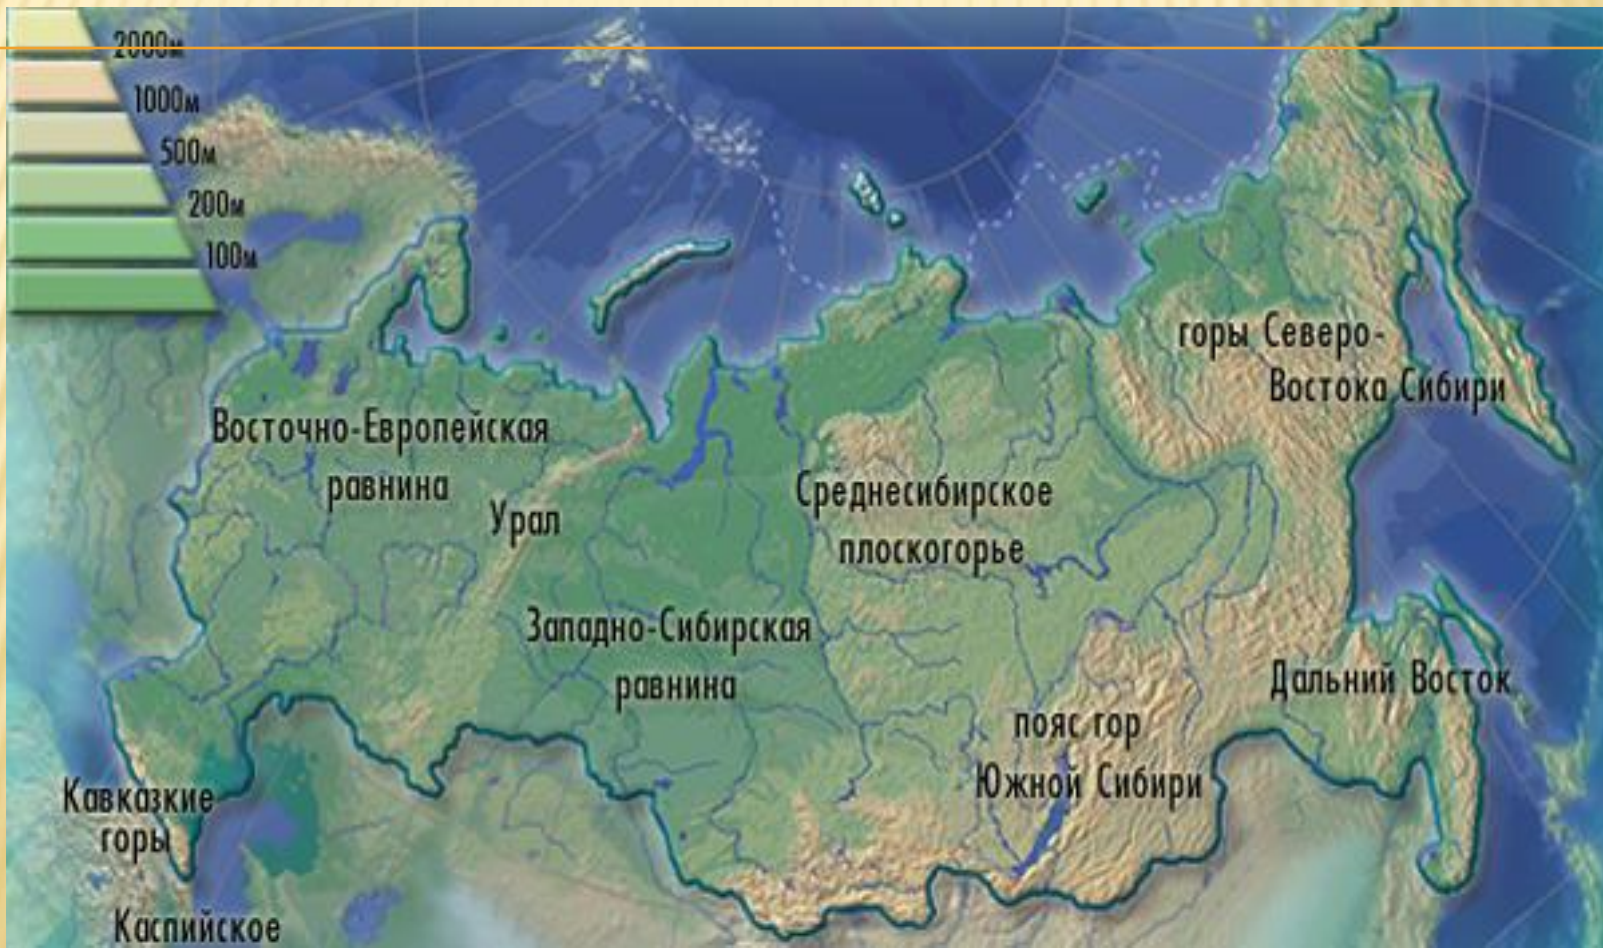 2000м
1000м
500м
200м
100м
горы Северо-
Востока Сибири
Восточно-Европейская
равнина
Урал
Среднесибирское
плоскогорье
Западно-Сибирская
равнина
Дальний Восток
пояс гор
Южной Сибири
Кавказкие
горы
Каспийское